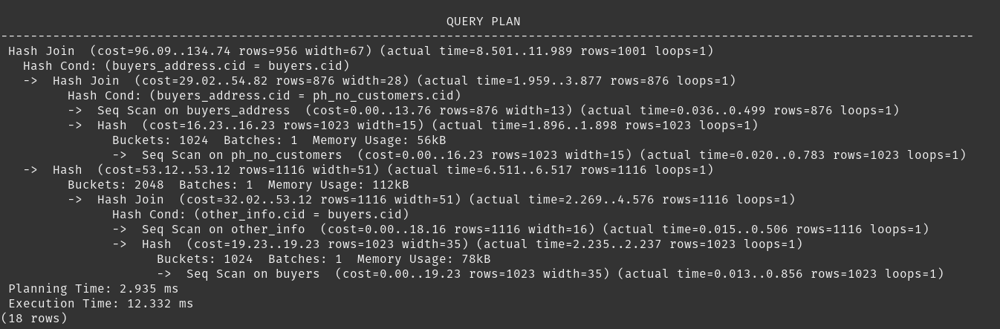 QUERY PLAN
-----------------------------------------------------------------------------------------------------------------------------------
Hash Join  (cost=96.09..134.74 rows=956 width=67) (actual time=8.501..11.989 rows=1001 loops=1)
  Hash Cond: (buyers_address.cid = buyers.cid)
  ->  Hash Join  (cost=29.02..54.82 rows=876 width=28) (actual time=1.959..3.877 rows=876 loops=1)
        Hash Cond: (buyers_address.cid = ph_no_customers.cid)
        ->  Seq Scan on buyers_address  (cost=0.00..13.76 rows=876 width=13) (actual time=0.036..0.499 rows=876 loops=1)
        ->  Hash  (cost=16.23..16.23 rows=1023 width=15) (actual time=1.896..1.898 rows=1023 loops=1)
              Buckets: 1024  Batches: 1  Memory Usage: 56kB
              ->  Seq Scan on ph_no_customers  (cost=0.00..16.23 rows=1023 width=15) (actual time=0.020..0.783 rows=1023 loops=1)
  ->  Hash  (cost=53.12..53.12 rows=1116 width=51) (actual time=6.511..6.517 rows=1116 loops=1)
        Buckets: 2048  Batches: 1  Memory Usage: 112kB
        ->  Hash Join  (cost=32.02..53.12 rows=1116 width=51) (actual time=2.269..4.576 rows=1116 loops=1)
              Hash Cond: (other_info.cid = buyers.cid)
              ->  Seq Scan on other_info  (cost=0.00..18.16 rows=1116 width=16) (actual time=0.015..0.506 rows=1116 loops=1)
              ->  Hash  (cost=19.23..19.23 rows=1023 width=35) (actual time=2.235..2.237 rows=1023 loops=1)
                    Buckets: 1024  Batches: 1  Memory Usage: 78kB
                    ->  Seq Scan on buyers  (cost=0.00..19.23 rows=1023 width=35) (actual time=0.013..0.856 rows=1023 loops=1)
Planning Time: 2.935 ms
Execution Time: 12.332 ms
(18 rows)